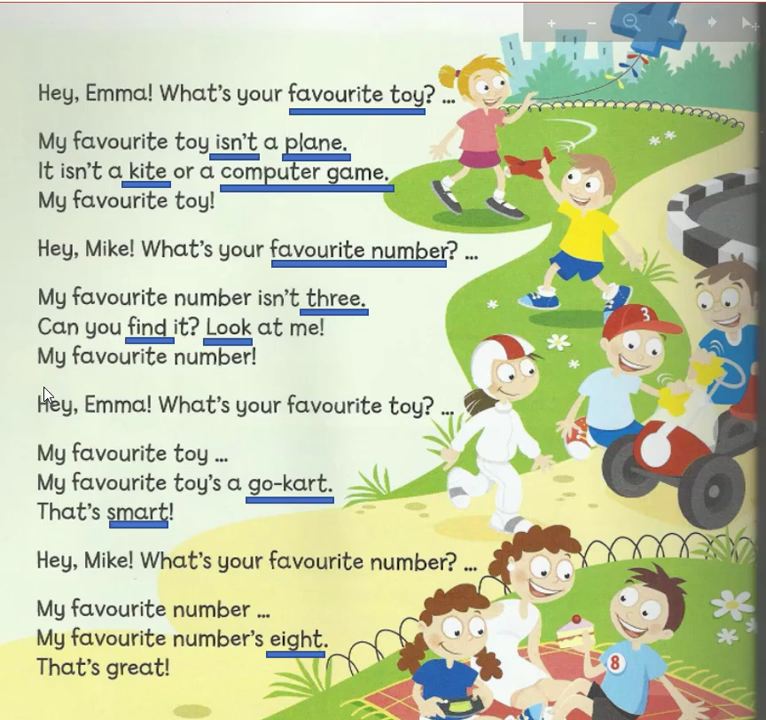 4
Hey, Emma! What's your favourite toy? ...
My favourite toy isn't a plane.
It isn't a kite or a computer game.
My favourite toy!
Hey, Mike! What's your favourite number? ...
My favourite number isn't three.
Can you find it? Look at me!
My favourite number!
3
Hey, Emma! What's your favourite toy? ...
My favourite toy ...
My favourite toy's a go-kart.
That's smart!
Hey, Mike! What's your favourite number? ...
My favourite number ...
My favourite number's eight.
That's great!
8